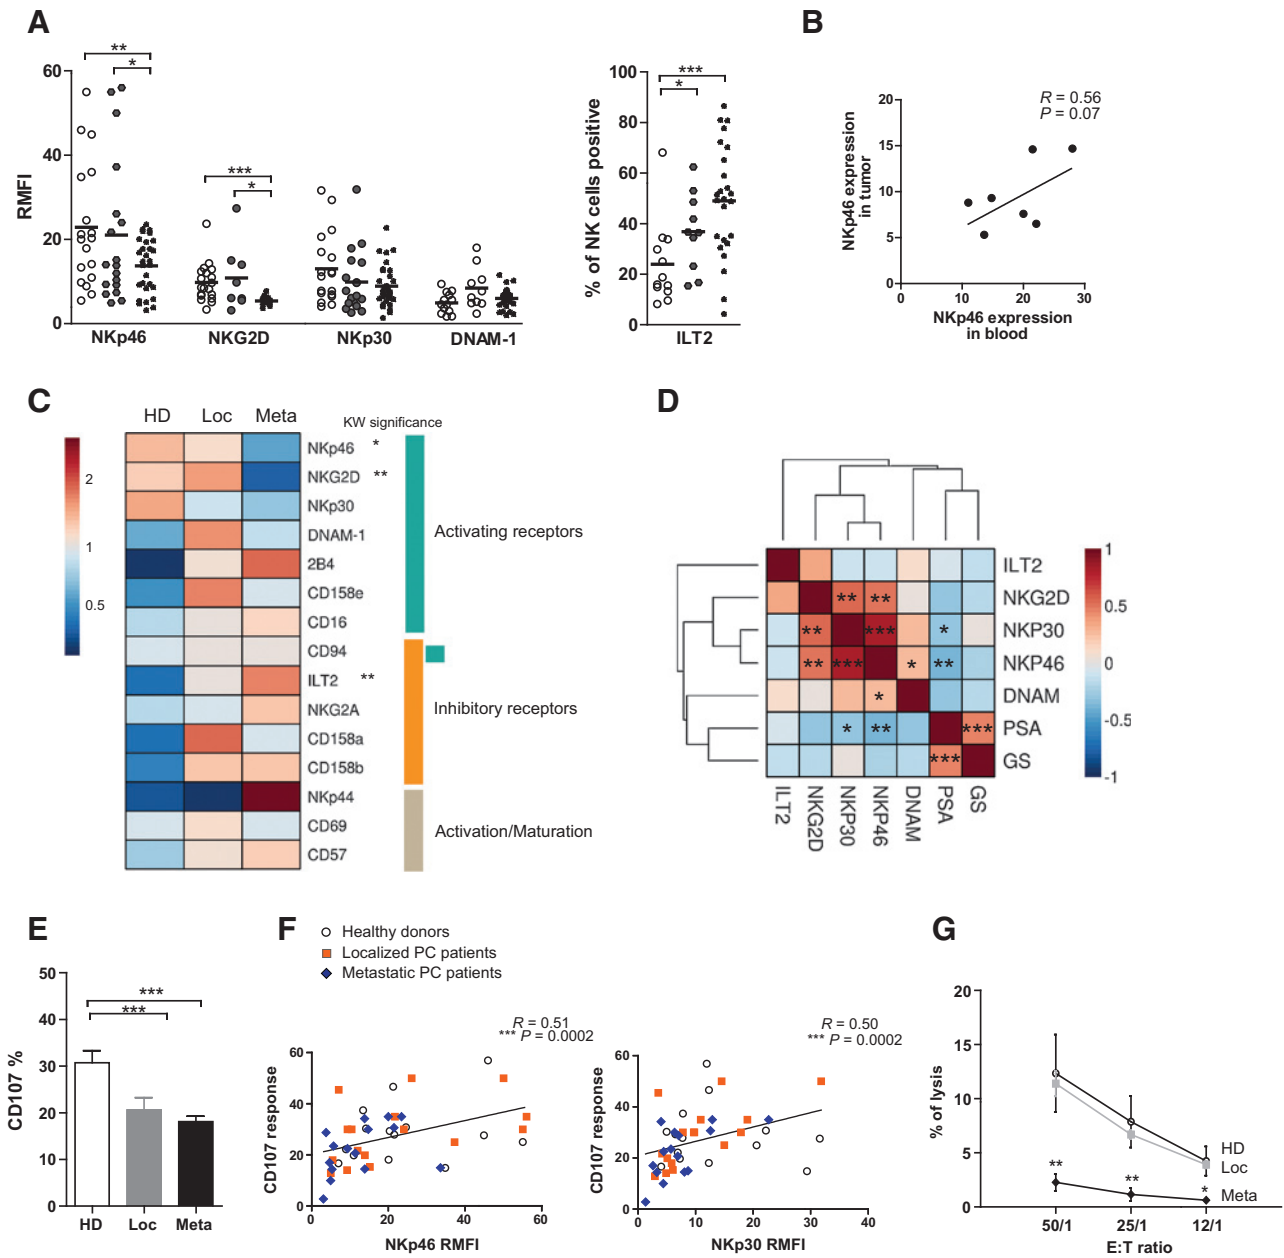 A
**
*
60
40
20
0
RMFI
***
*
NKp46
NKG2D
NKp30
DNAM-1
% of NK cells positive
100
80
60
40
20
0
***
*
ILT2
B
NKp46 expression
in tumor
20
15
10
5
0
R = 0.56
P = 0.07
0
10
20
30
NKp46 expression
in blood
C
HD
Loc
Meta
KW significance
2
1
0.5
NKp46 *
NKG2D **
NKp30
DNAM-1
2B4
CD158e
CD16
CD94
ILT2 **
NKG2A
CD158a
CD158b
NKp44
CD69
CD57
Activating receptors
Inhibitory receptors
Activation/Maturation
D
ILT2
** ** NKG2D
** *** * NKP30
** *** * ** NKP46
* DNAM
* ** *** PSA
*** GS
ILT2
NKG2D
NKP30
NKP46
DNAM
PSA
GS
1
0.5
0
-0.5
-1
E
CD107 %
50
40
30
20
10
0
***
***
HD
Loc
Meta
F
Healthy donors
Localized PC patients
Metastatic PC patients
R = 0.51
*** P = 0.0002
CD107 response
60
40
20
0
0
20
40
60
NKp46 RMFI
R = 0.50
*** P = 0.0002
CD107 response
60
40
20
0
0
10
20
30
40
NKp30 RMFI
G
% of lysis
20
15
10
5
0
**
**
*
HD
Loc
Meta
50/1
25/1
12/1
E:T ratio